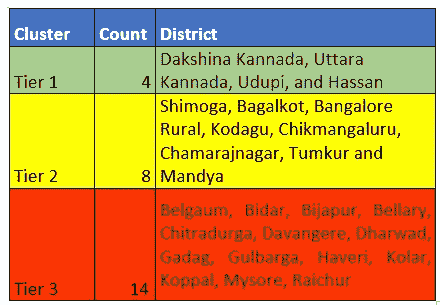 Cluster Count District
Dakshina Kannada, Uttara
Tier 1 4 Kannada, Udupi, and Hassan
Shimoga, Bagalkot, Bangalore
Rural, Kodagu, Chikmangaluru,
Chamarajnagar, Tumkur and
Tier 2 8 Mandya
Belgaum, Bidar, Bijapur, Bellary,
Chitradurga, Davangere, Dharwad,
Gadag, Gulbarga, Haveri, Kolar,
Koppal, Mysore, Raichur
Tier 3 14